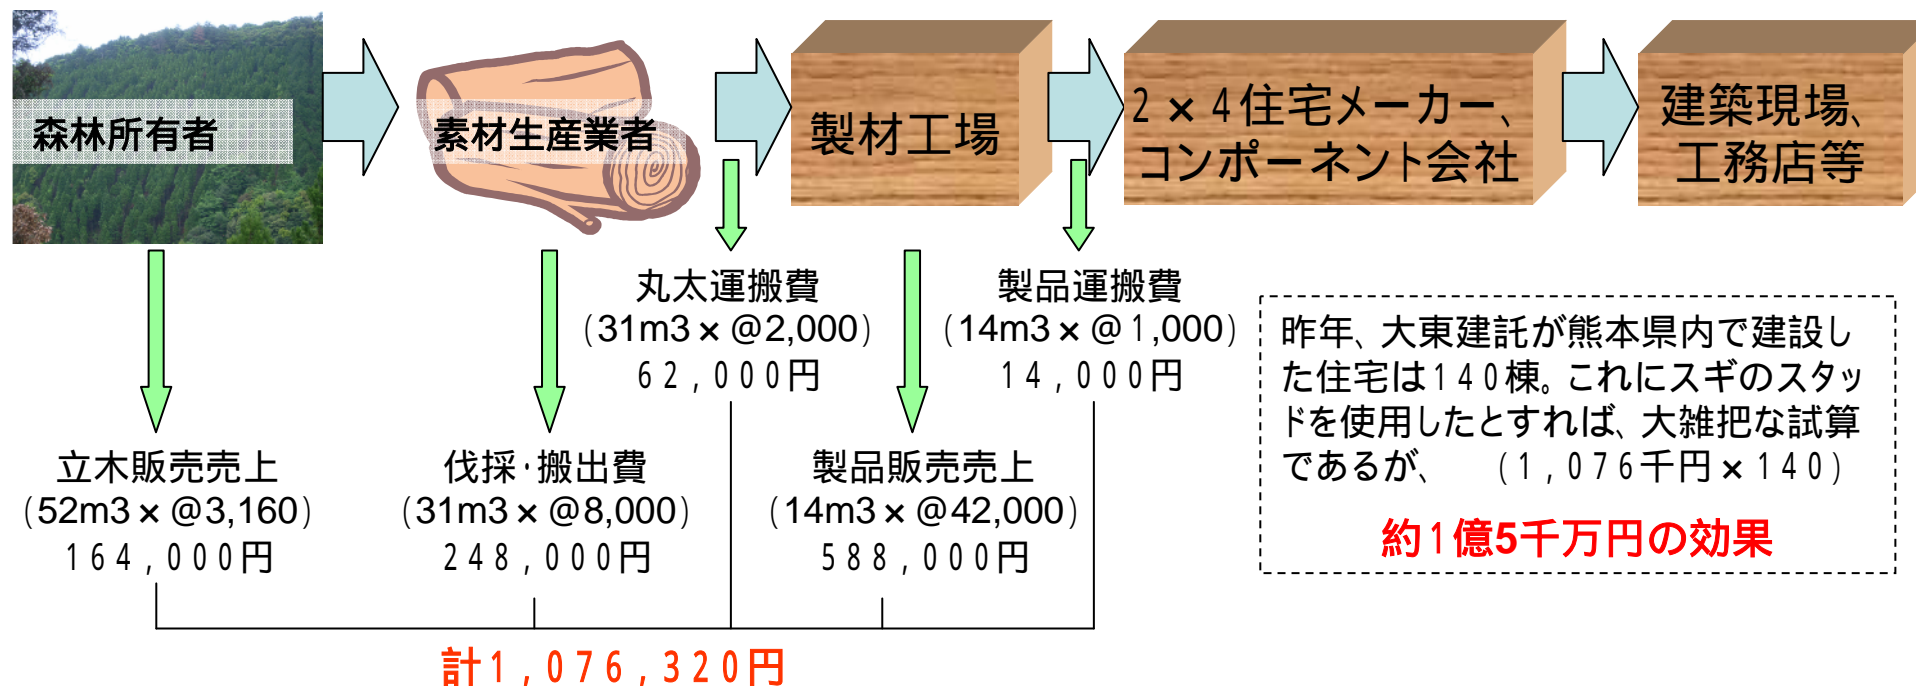 森林所有者
素材生産業者
製材工場
2×4住宅メーカー、
コンポーネント会社
建築現場、
工務店等
丸太運搬費
(31m3×@2,000)
62,000円
製品運搬費
(14m3×@1,000)
14,000円
立木販売売上
(52m3×@3,160)
164,000円
伐採・搬出費
(31m3×@8,000)
248,000円
製品販売売上
(14m3×@42,000)
588,000円
計1,076,320円
昨年、大東建託が熊本県内で建設し
た住宅は140棟。これにスギのスタッ
ドを使用したとすれば、大雑把な試算
であるが、 (1,076千円×140)
約1億5千万円の効果